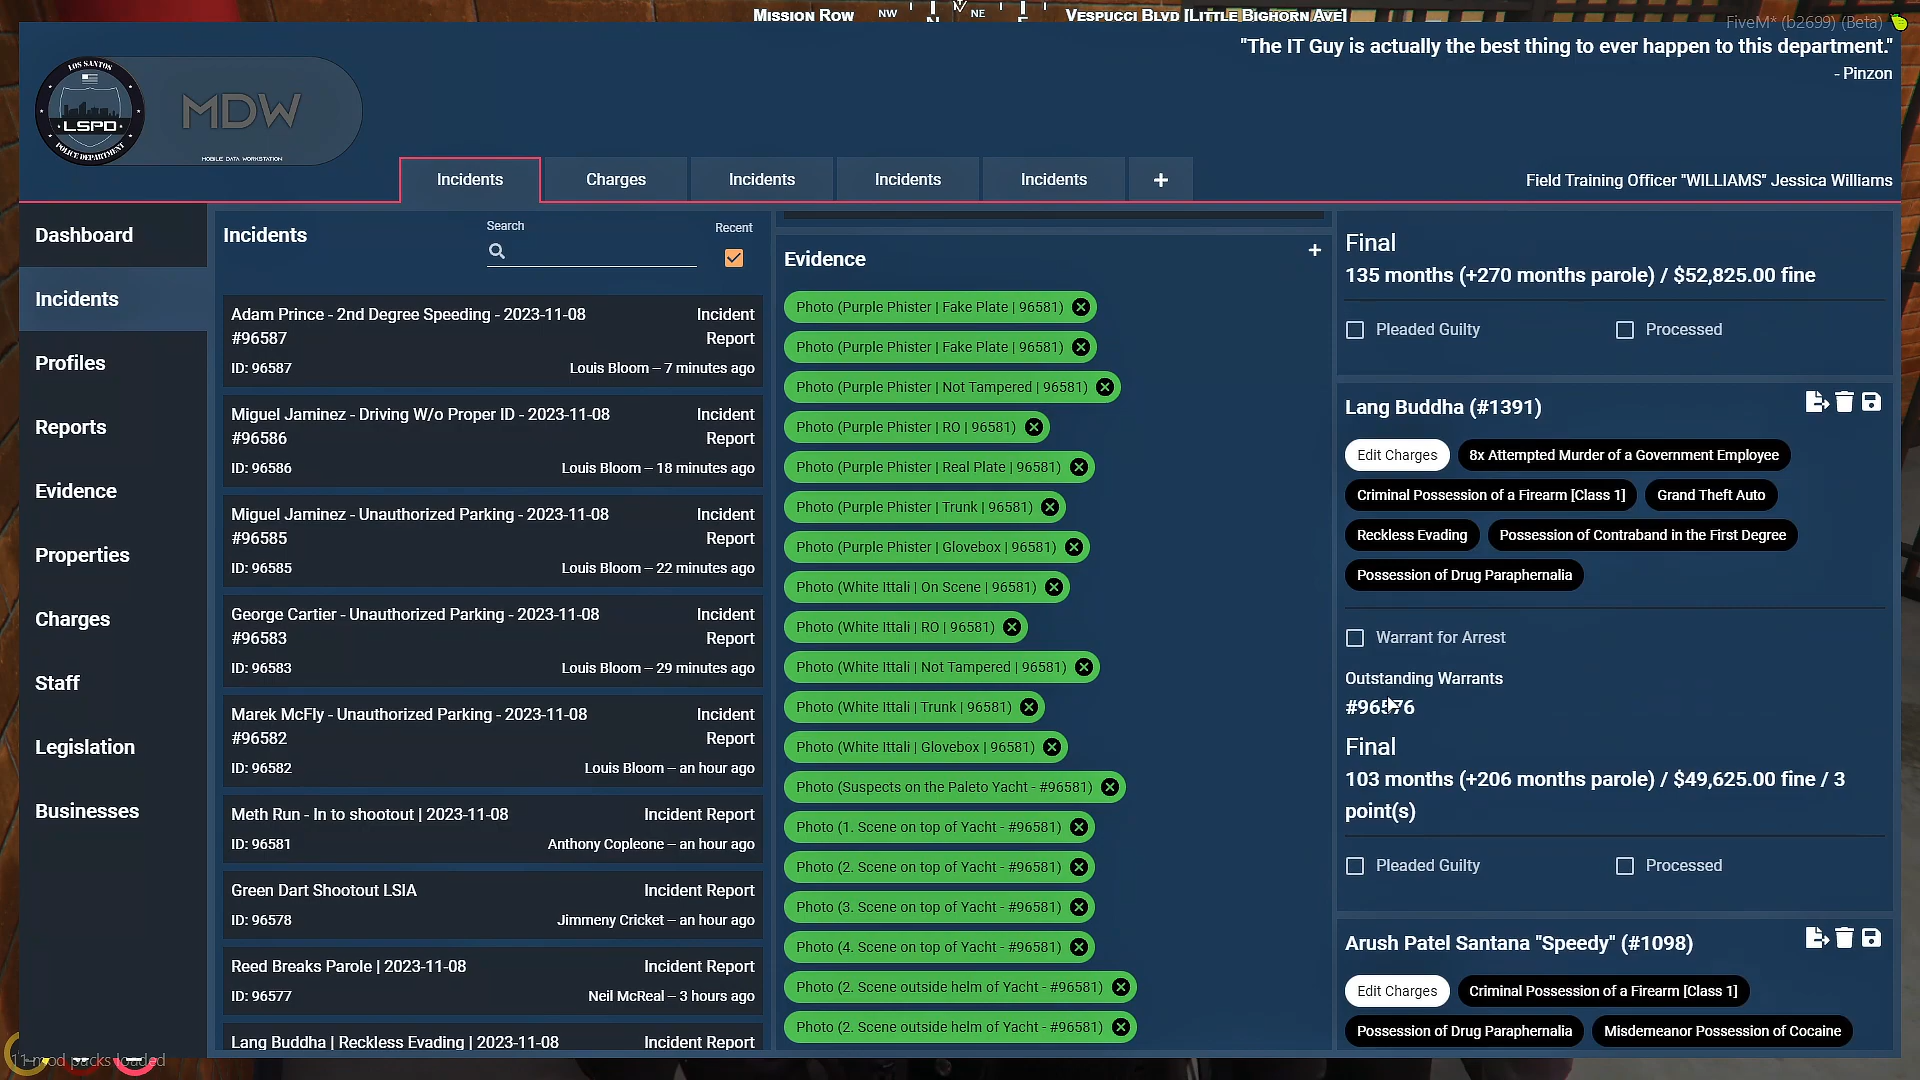 Mission Row NW N NE E Vespucci Blvd [Little Bighorn Ave]
FiveM* (b2699) (Beta)
"The IT Guy is actually the best thing to ever happen to this department."
- Pinzon
LOS SANTOS
LSPD
POLICE DEPARTMENT
MDW
MOBILE DATA WORKSTATION
Incidents
Charges
Incidents
Incidents
Incidents
+
Field Training Officer "WILLIAMS" Jessica Williams
Dashboard
Incidents
Profiles
Reports
Evidence
Properties
Charges
Staff
Legislation
Businesses
Incidents
Search
Recent
Adam Prince - 2nd Degree Speeding - 2023-11-08 #96587
Incident Report
ID: 96587
Louis Bloom – 7 minutes ago
Miguel Jaminez - Driving W/o Proper ID - 2023-11-08 #96586
Incident Report
ID: 96586
Louis Bloom – 18 minutes ago
Miguel Jaminez - Unauthorized Parking - 2023-11-08 #96585
Incident Report
ID: 96585
Louis Bloom – 22 minutes ago
George Cartier - Unauthorized Parking - 2023-11-08 #96583
Incident Report
ID: 96583
Louis Bloom – 29 minutes ago
Marek McFly - Unauthorized Parking - 2023-11-08 #96582
Incident Report
ID: 96582
Louis Bloom – an hour ago
Meth Run - In to shootout | 2023-11-08
Incident Report
ID: 96581
Anthony Copleone – an hour ago
Green Dart Shootout LSIA
Incident Report
ID: 96578
Jimmeny Cricket – an hour ago
Reed Breaks Parole | 2023-11-08
Incident Report
ID: 96577
Neil McReal – 3 hours ago
Lang Buddha | Reckless Evading | 2023-11-08
Incident Report
Evidence
+
Photo (Purple Phister | Fake Plate | 96581)
Photo (Purple Phister | Fake Plate | 96581)
Photo (Purple Phister | Not Tampered | 96581)
Photo (Purple Phister | RO | 96581)
Photo (Purple Phister | Real Plate | 96581)
Photo (Purple Phister | Trunk | 96581)
Photo (Purple Phister | Glovebox | 96581)
Photo (White Ittali | On Scene | 96581)
Photo (White Ittali | RO | 96581)
Photo (White Ittali | Not Tampered | 96581)
Photo (White Ittali | Trunk | 96581)
Photo (White Ittali | Glovebox | 96581)
Photo (Suspects on the Paleto Yacht - #96581)
Photo (1. Scene on top of Yacht - #96581)
Photo (2. Scene on top of Yacht - #96581)
Photo (3. Scene on top of Yacht - #96581)
Photo (4. Scene on top of Yacht - #96581)
Photo (2. Scene outside helm of Yacht - #96581)
Photo (2. Scene outside helm of Yacht - #96581)
Final
135 months (+270 months parole) / $52,825.00 fine
Pleaded Guilty
Processed
Lang Buddha (#1391)
Edit Charges
8x Attempted Murder of a Government Employee
Criminal Possession of a Firearm [Class 1]
Grand Theft Auto
Reckless Evading
Possession of Contraband in the First Degree
Possession of Drug Paraphernalia
Warrant for Arrest
Outstanding Warrants
#96576
Final
103 months (+206 months parole) / $49,625.00 fine / 3
point(s)
Pleaded Guilty
Processed
Arush Patel Santana "Speedy" (#1098)
Edit Charges
Criminal Possession of a Firearm [Class 1]
Possession of Drug Paraphernalia
Misdemeanor Possession of Cocaine
11 mod packs loaded